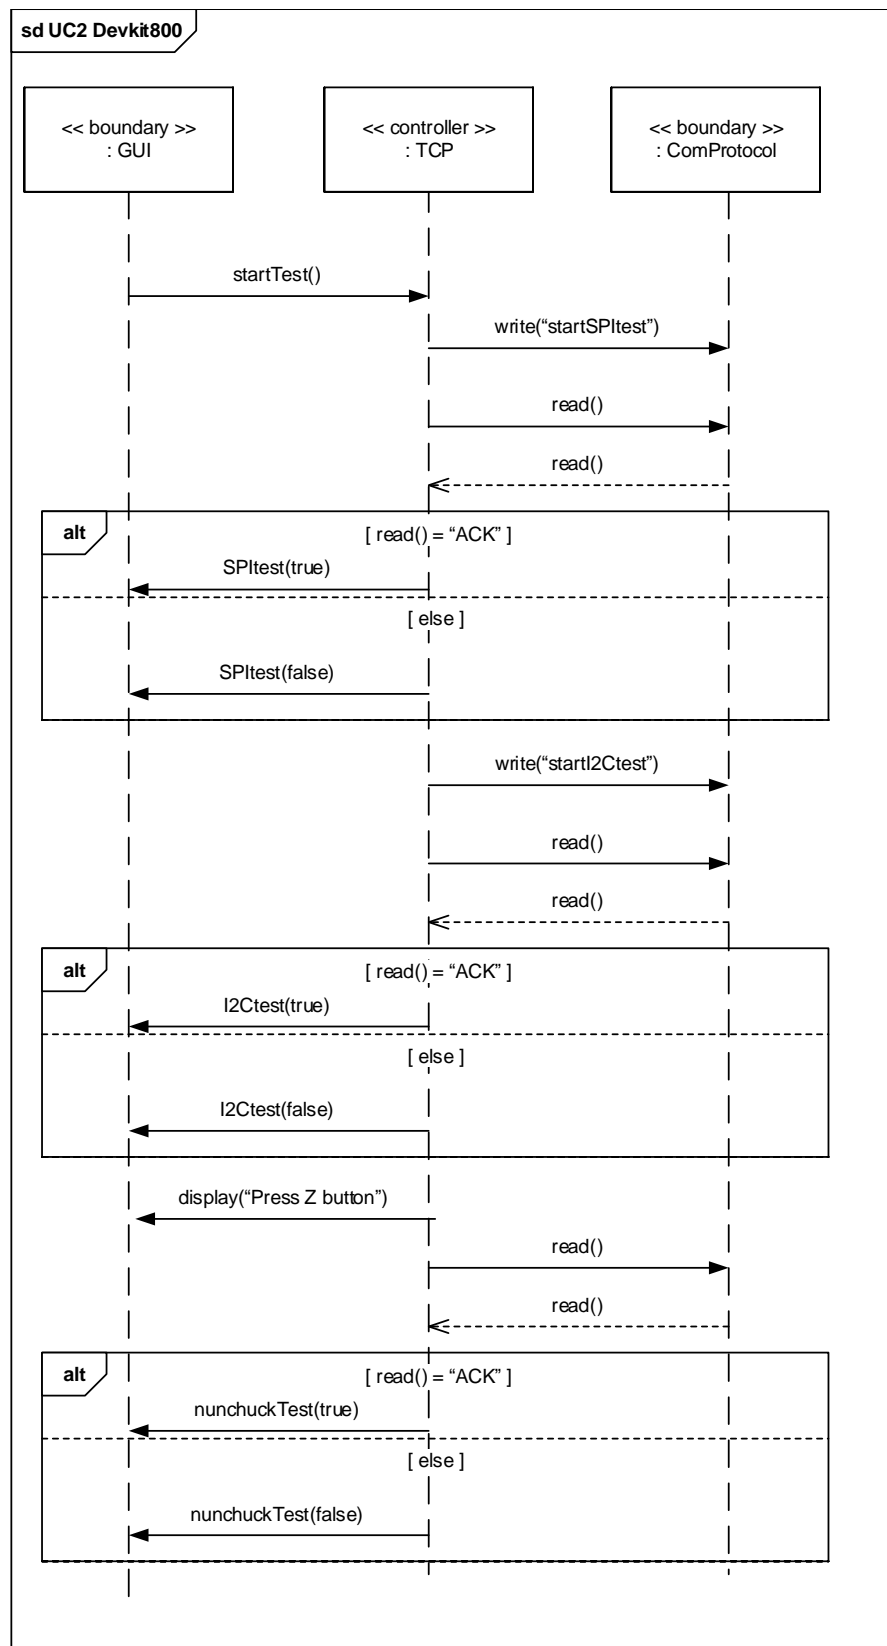 sd UC2 Devkit800
<< boundary >>
: GUI
<< controller >>
: TCP
<< boundary >>
: ComProtocol
startTest()
write(“startSPItest”)
read()
read()
alt
[ read() = “ACK” ]
SPItest(true)
[ else ]
SPItest(false)
write(“startI2Ctest”)
read()
read()
alt
[ read() = “ACK” ]
I2Ctest(true)
[ else ]
I2Ctest(false)
display(“Press Z button”)
read()
read()
alt
[ read() = “ACK” ]
nunchuckTest(true)
[ else ]
nunchuckTest(false)